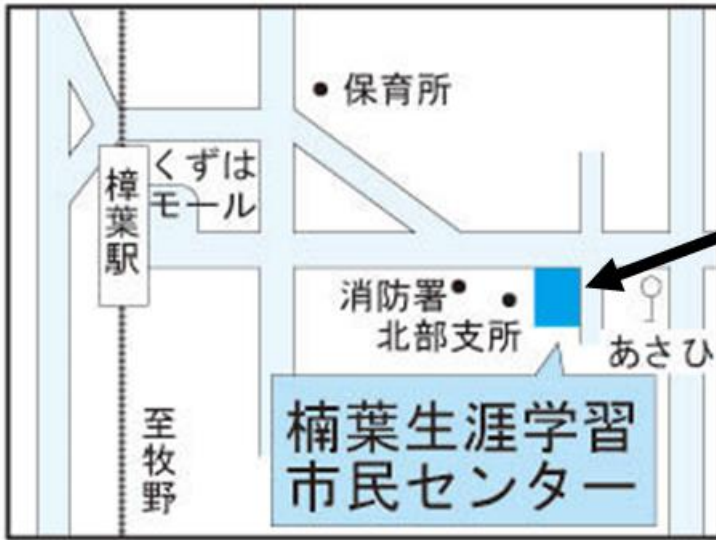 保育所
くずは
モール
樟葉駅
消防署
北部支所
あさひ
楠葉生涯学習
市民センター
至牧野